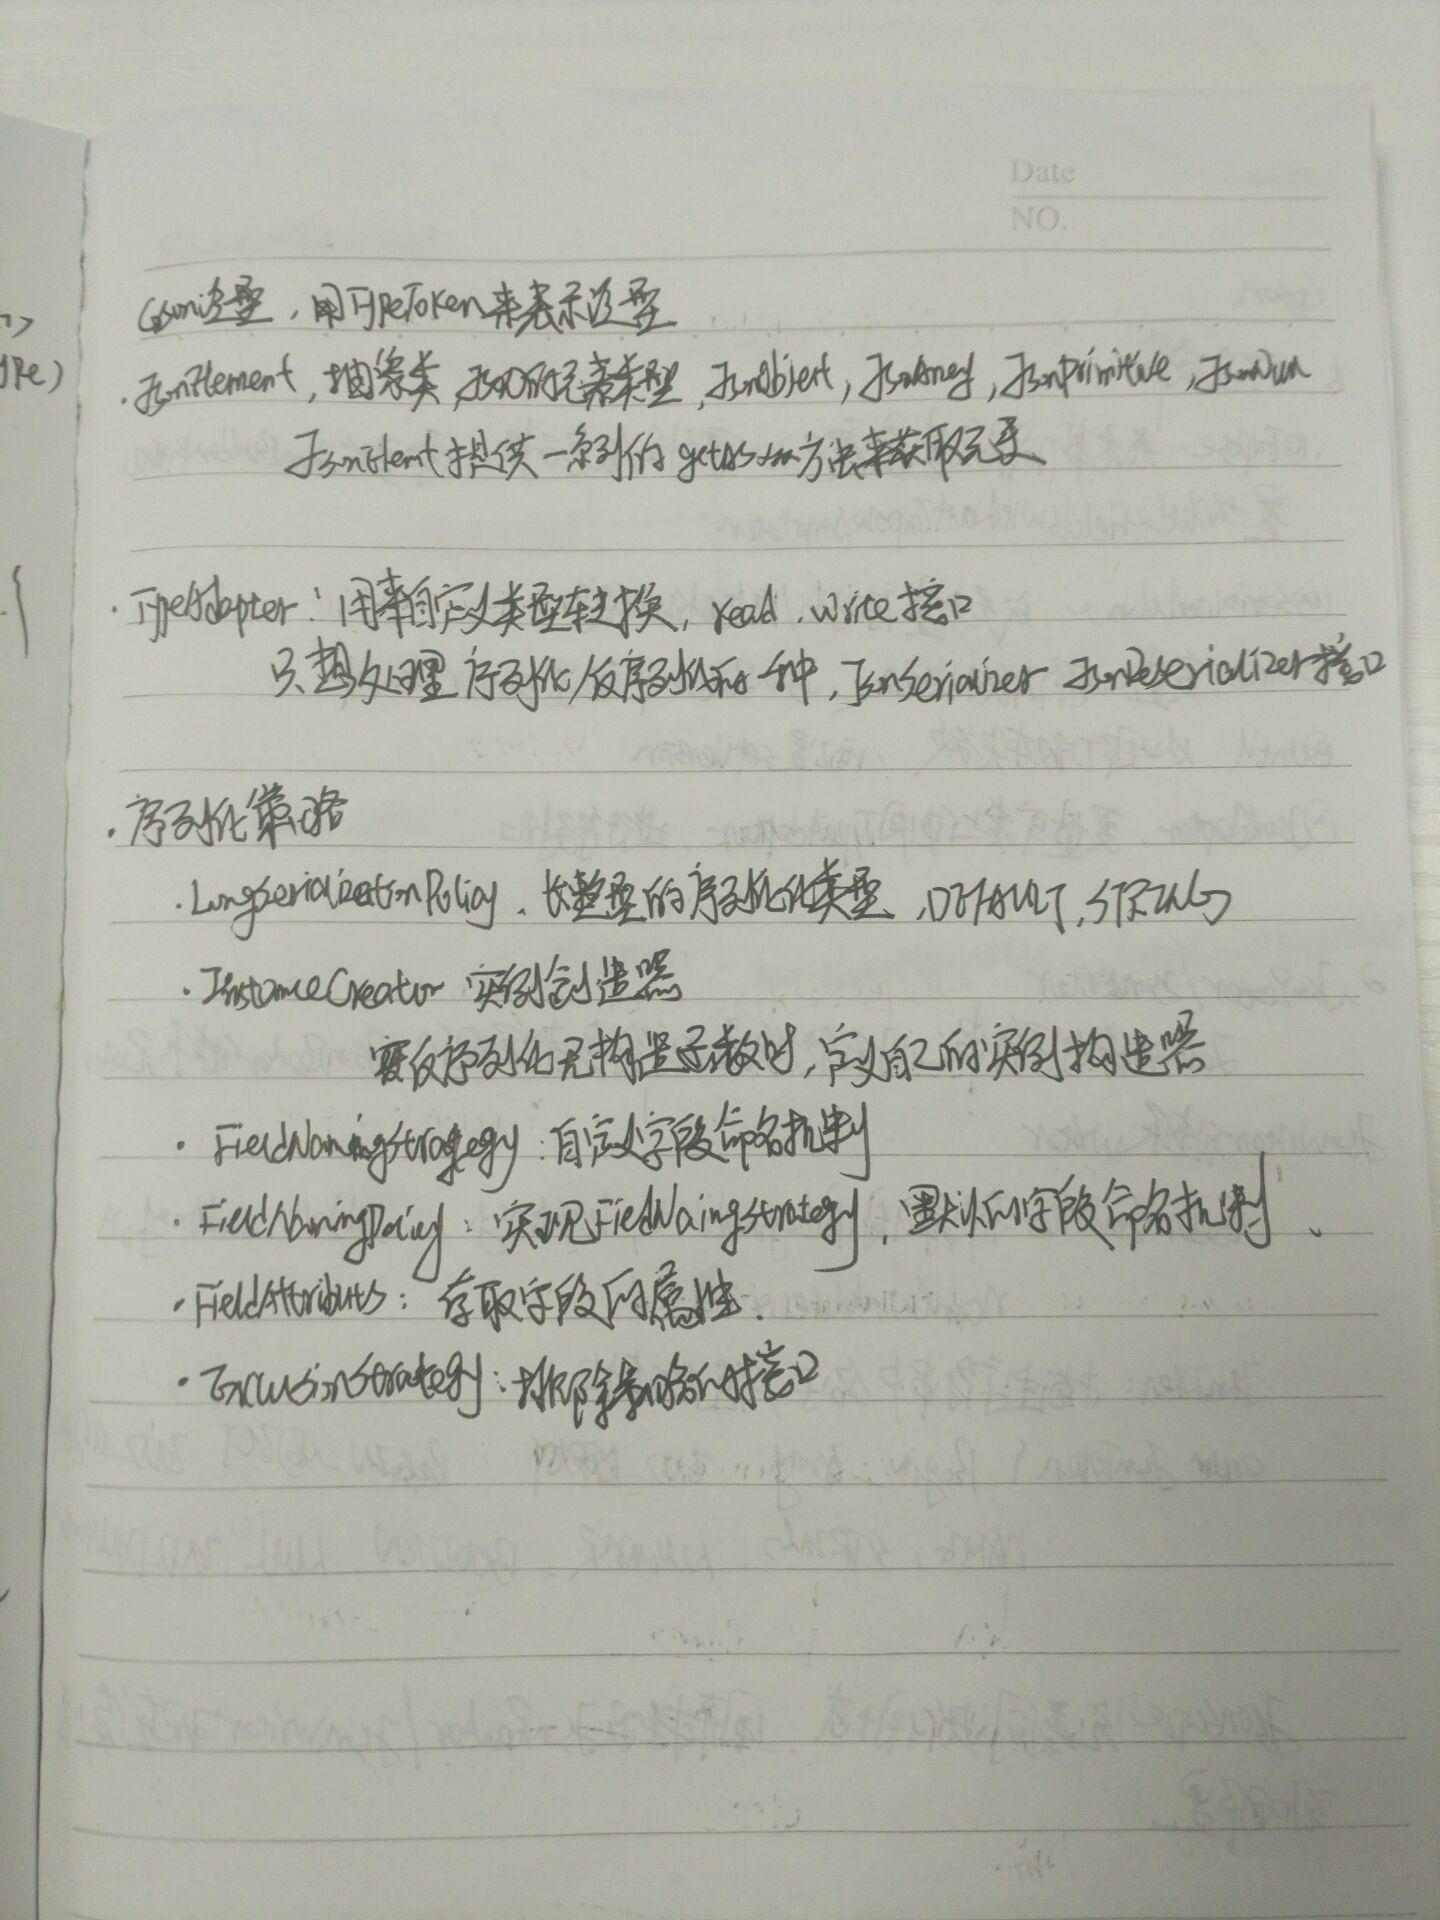 Date
NO.
Gson泛型，用TypeToken来表示泛型
·JsonElement，抽象类，Json的元素类型，JsonObject，JsonArray，JsonPrimitive，JsonNull
JsonElement提供一系列的getAsxxx方法来获取元素
·TypeAdapter：用来自定义类型转换，read，write接口
只想处理序列化/反序列化和一种，JsonSerializer JsonDeserializer接口
·序列化策略
·LongSerializationPolicy、长整型的序列化类型，DEFAULT，STRING
·InstanceCreator 实例创造器
要反序列化无构造函数时，定义自己的实例构造器
·FieldNamingStrategy：自定义字段命名机制
·FieldNamingPolicy：实现FieldNaingStrategy，默认的字段命名机制、
·FieldAttributes：存取字段的属性.
·ExclusionStrategy：排除策略的接口